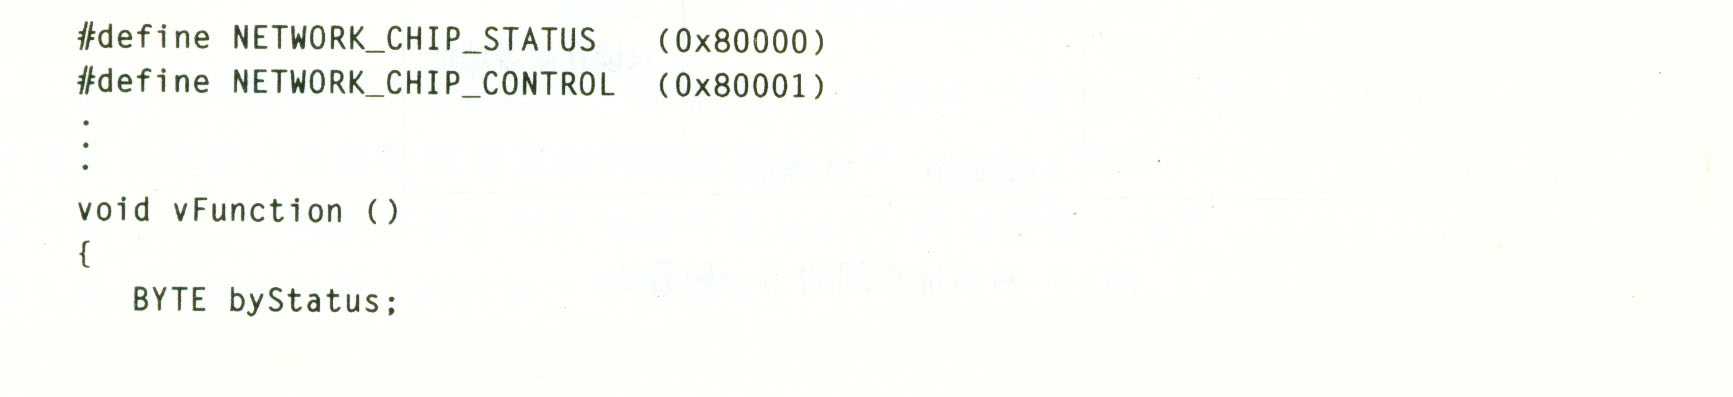 #define NETWORK_CHIP_STATUS (0x80000)
#define NETWORK_CHIP_CONTROL (0x80001)
.
.
.
void vFunction ()
{
BYTE byStatus;